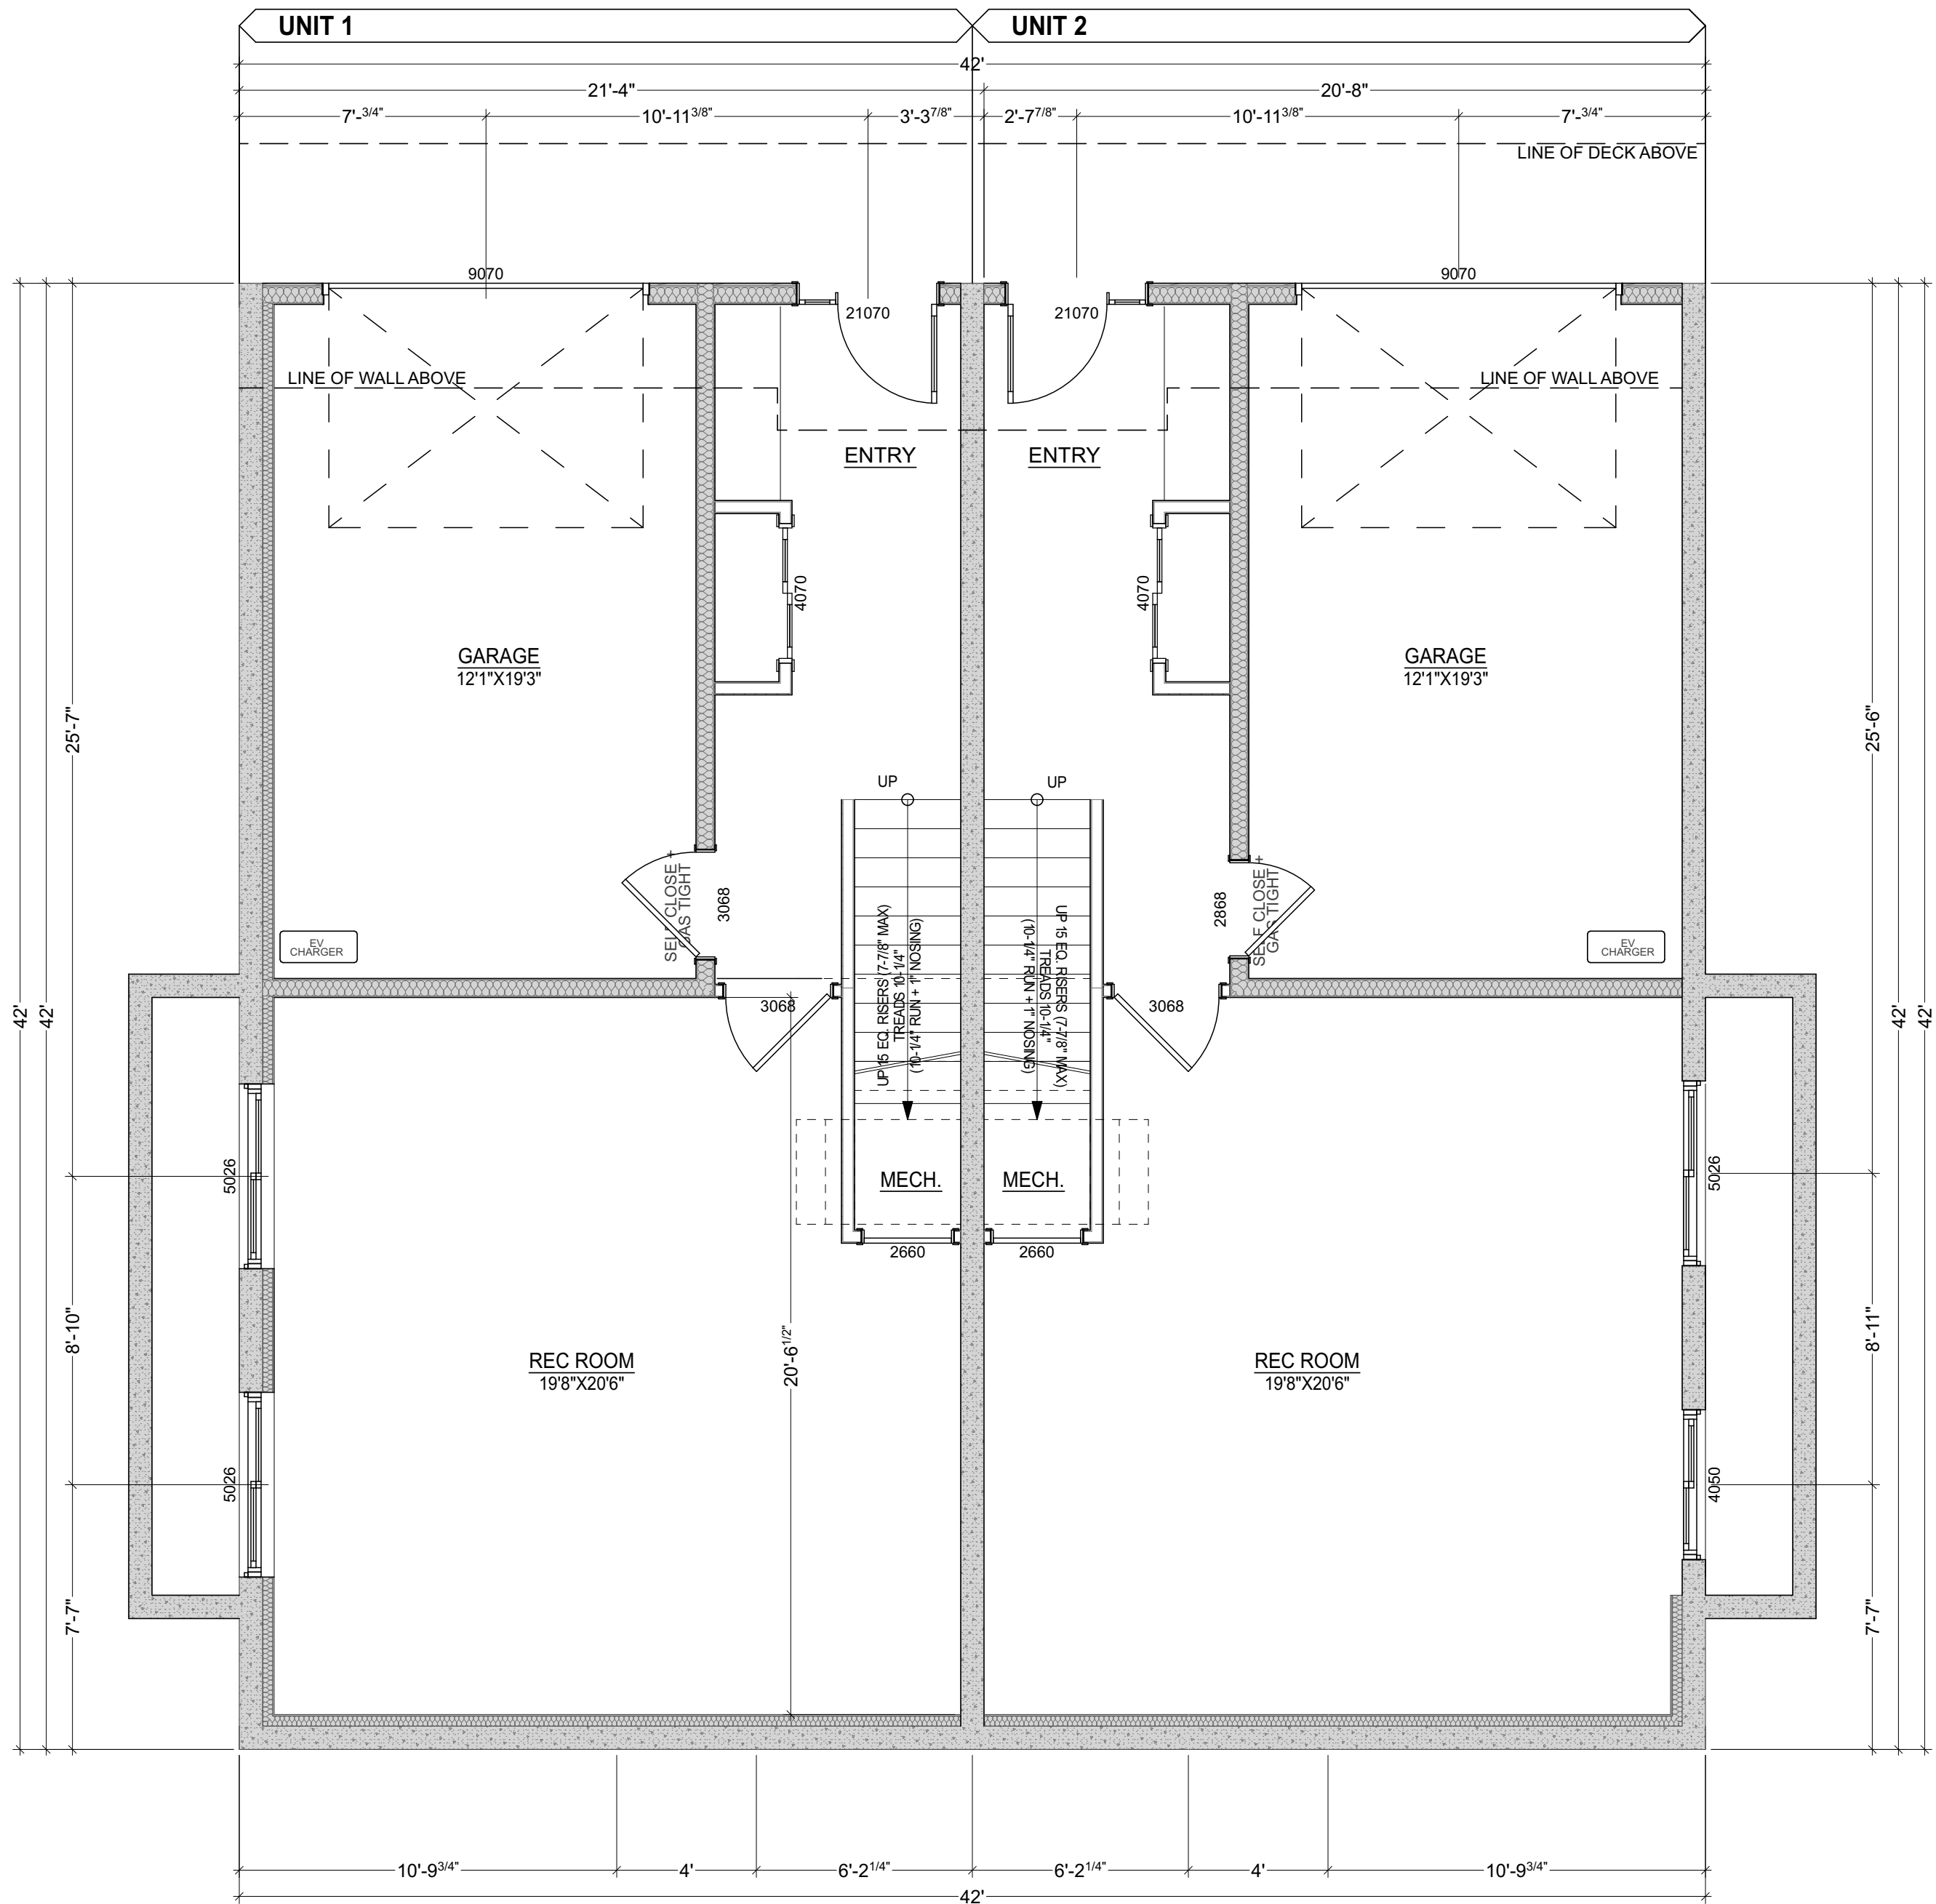 UNIT 1
UNIT 2
42'
21'-4"
20'-8"
7'-3/4"
10'-11 3/8"
3'-3 7/8"
2'-7 7/8"
10'-11 3/8"
7'-3/4"
LINE OF DECK ABOVE
9070
9070
21070
21070
LINE OF WALL ABOVE
LINE OF WALL ABOVE
ENTRY
ENTRY
4070
4070
GARAGE
12'1"X19'3"
GARAGE
12'1"X19'3"
25'-7"
25'-6"
UP
UP
SELF CLOSE +
GAS TIGHT
3068
2868
SELF CLOSE +
GAS TIGHT
UP 15 EQ. RISERS (7-7/8" MAX)
TREADS 10-1/4"
(10-1/4" RUN + 1" NOSING)
UP 15 EQ. RISERS (7-7/8" MAX)
TREADS 10-1/4"
(10-1/4" RUN + 1" NOSING)
EV
CHARGER
EV
CHARGER
3068
3068
42'
42'
42'
42'
5026
5026
MECH.
MECH.
2660
2660
8'-10"
8'-11"
REC ROOM
19'8"X20'6"
20'-6 1/2"
REC ROOM
19'8"X20'6"
5026
4050
7'-7"
7'-7"
10'-9 3/4"
4'
6'-2 1/4"
6'-2 1/4"
4'
10'-9 3/4"
42'